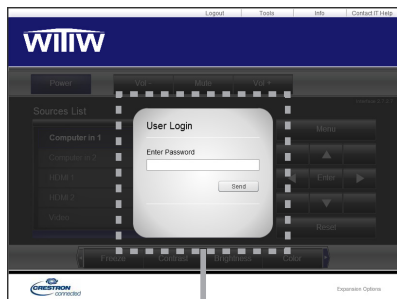 Logout Tools Info Contact IT Help
WIIIW
Power Vol - Mute Vol +
Sources List
Menu
Computer in 1
User Login
Computer in 2
Enter Password
HDMI 1
Enter
Send
HDMI 2
Video
Reset
Freeze Contrast Brightness Color
CRESTRON connected
Expansion Options